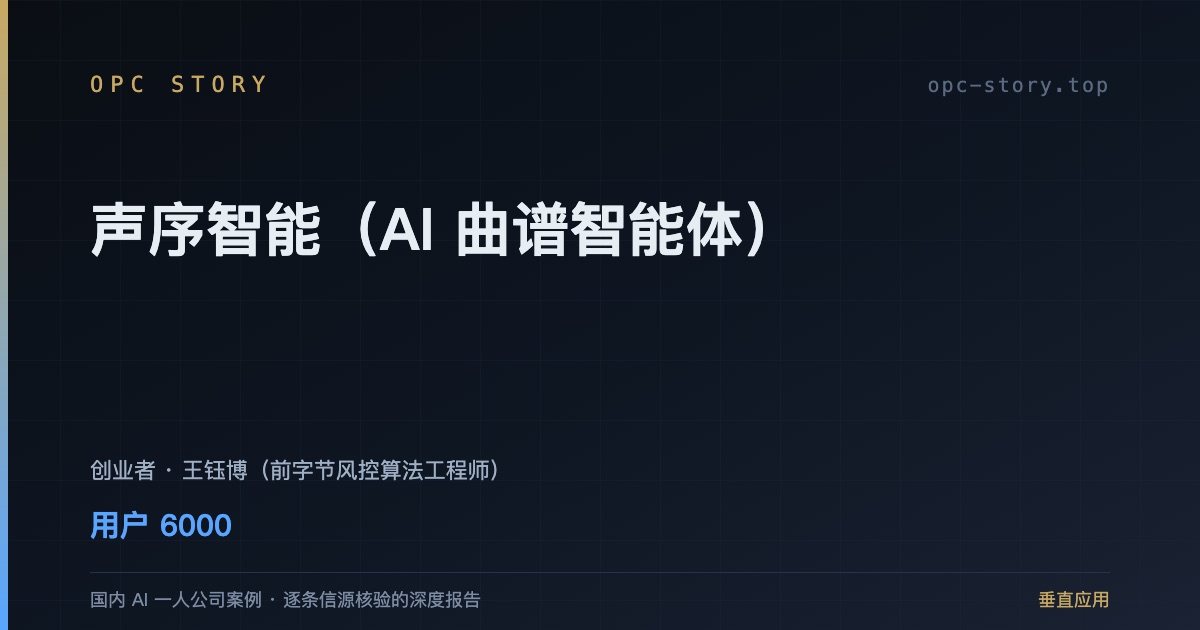 OPC STORY
opc-story.top
声序智能（AI 曲谱智能体）
创业者 · 王钰博（前字节风控算法工程师）
用户 6000
国内 AI 一人公司案例 · 逐条信源核验的深度报告
垂直应用